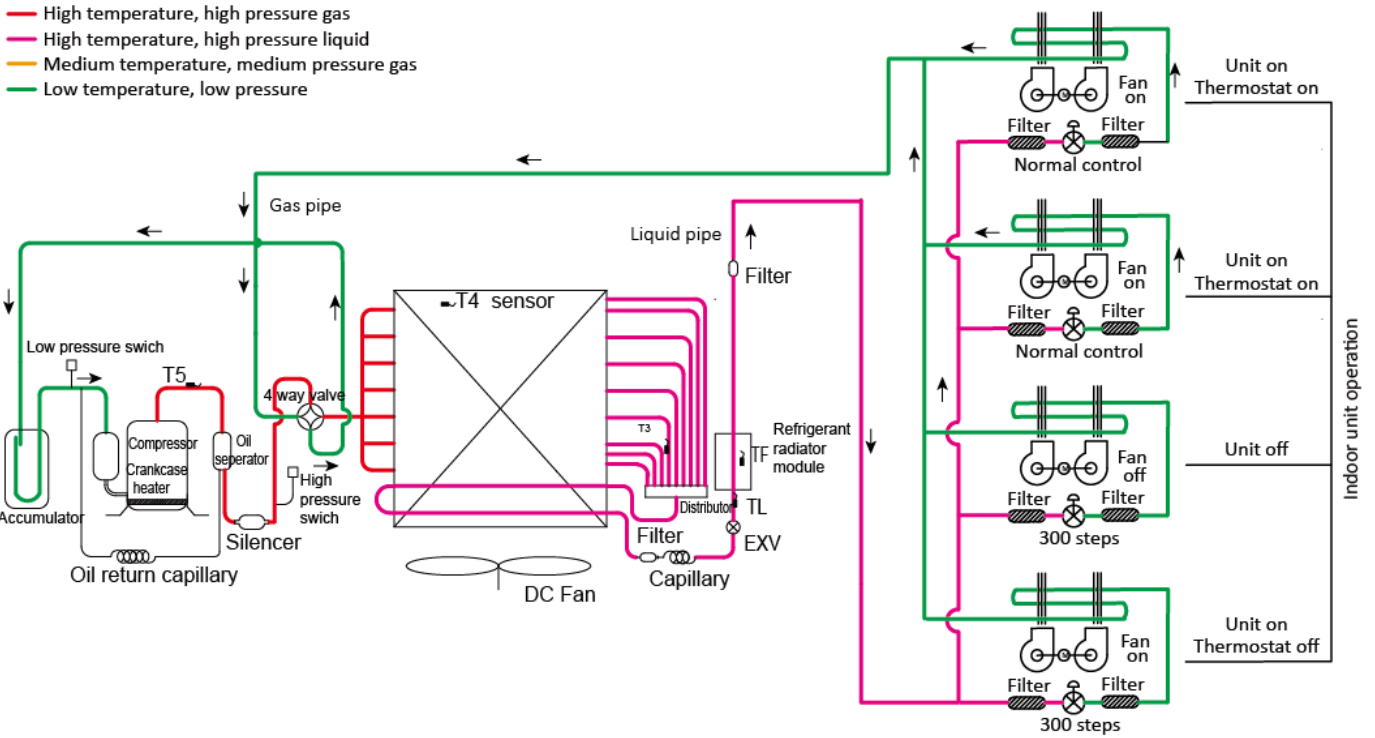 High temperature, high pressure gas
High temperature, high pressure liquid
Medium temperature, medium pressure gas
Low temperature, low pressure
Gas pipe
Low pressure swich
T5
4 way valve
Compressor
Crankcase
heater
Oil
seperator
Accumulator
Silencer
High
pressure
swich
Oil return capillary
T4 sensor
T3
Distributor
DC Fan
Filter
Capillary
Liquid pipe
Filter
Refrigerant
radiator
module
TF
TL
EXV
Fan
on
Filter
Filter
Normal control
Unit on
Thermostat on
Fan
on
Filter
Filter
Normal control
Unit on
Thermostat on
Fan
off
Filter
Filter
300 steps
Unit off
Fan
on
Filter
Filter
300 steps
Unit on
Thermostat off
Indoor unit operation